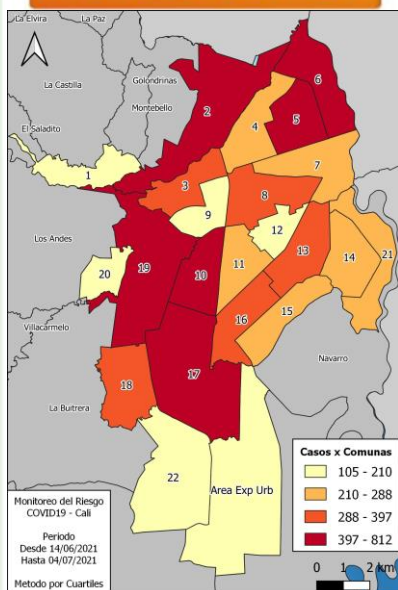 La Elvira
La Paz
La Castilla
Golondrinas
Montebello
El Saladito
Los Andes
Villacarmelo
La Buitrera
Navarro
1
2
3
4
5
6
7
8
9
10
11
12
13
14
15
16
17
18
19
20
21
22
Area Exp Urb
Casos x Comunas
105 - 210
210 - 288
288 - 397
397 - 812
0 1 2 km
Monitoreo del Riesgo
COVID19 - Cali
Periodo
Desde 14/06/2021
Hasta 04/07/2021
Metodo por Cuartiles